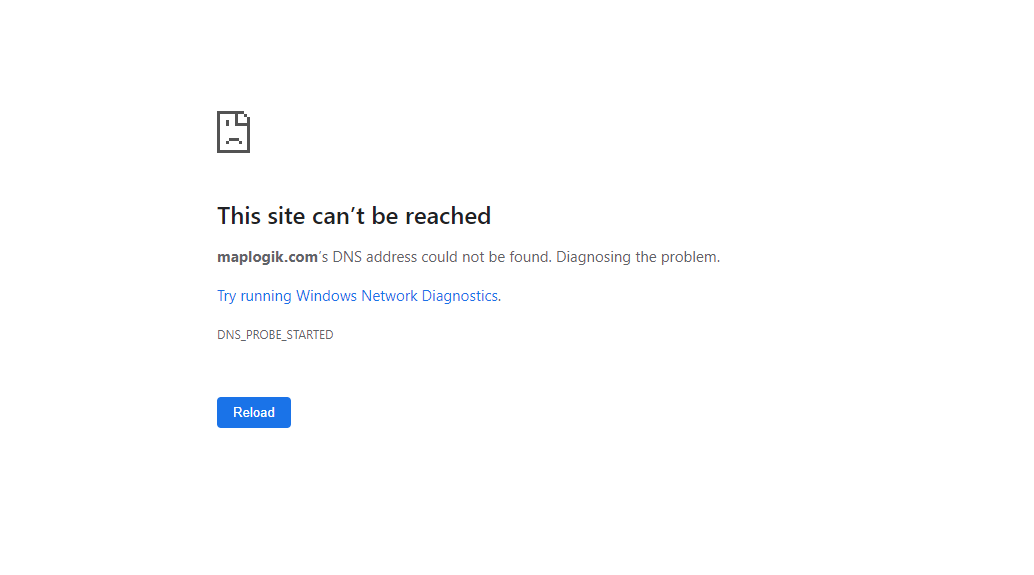 This site can’t be reached
maplogik.com’s DNS address could not be found. Diagnosing the problem.
Try running Windows Network Diagnostics.
DNS_PROBE_STARTED
Reload